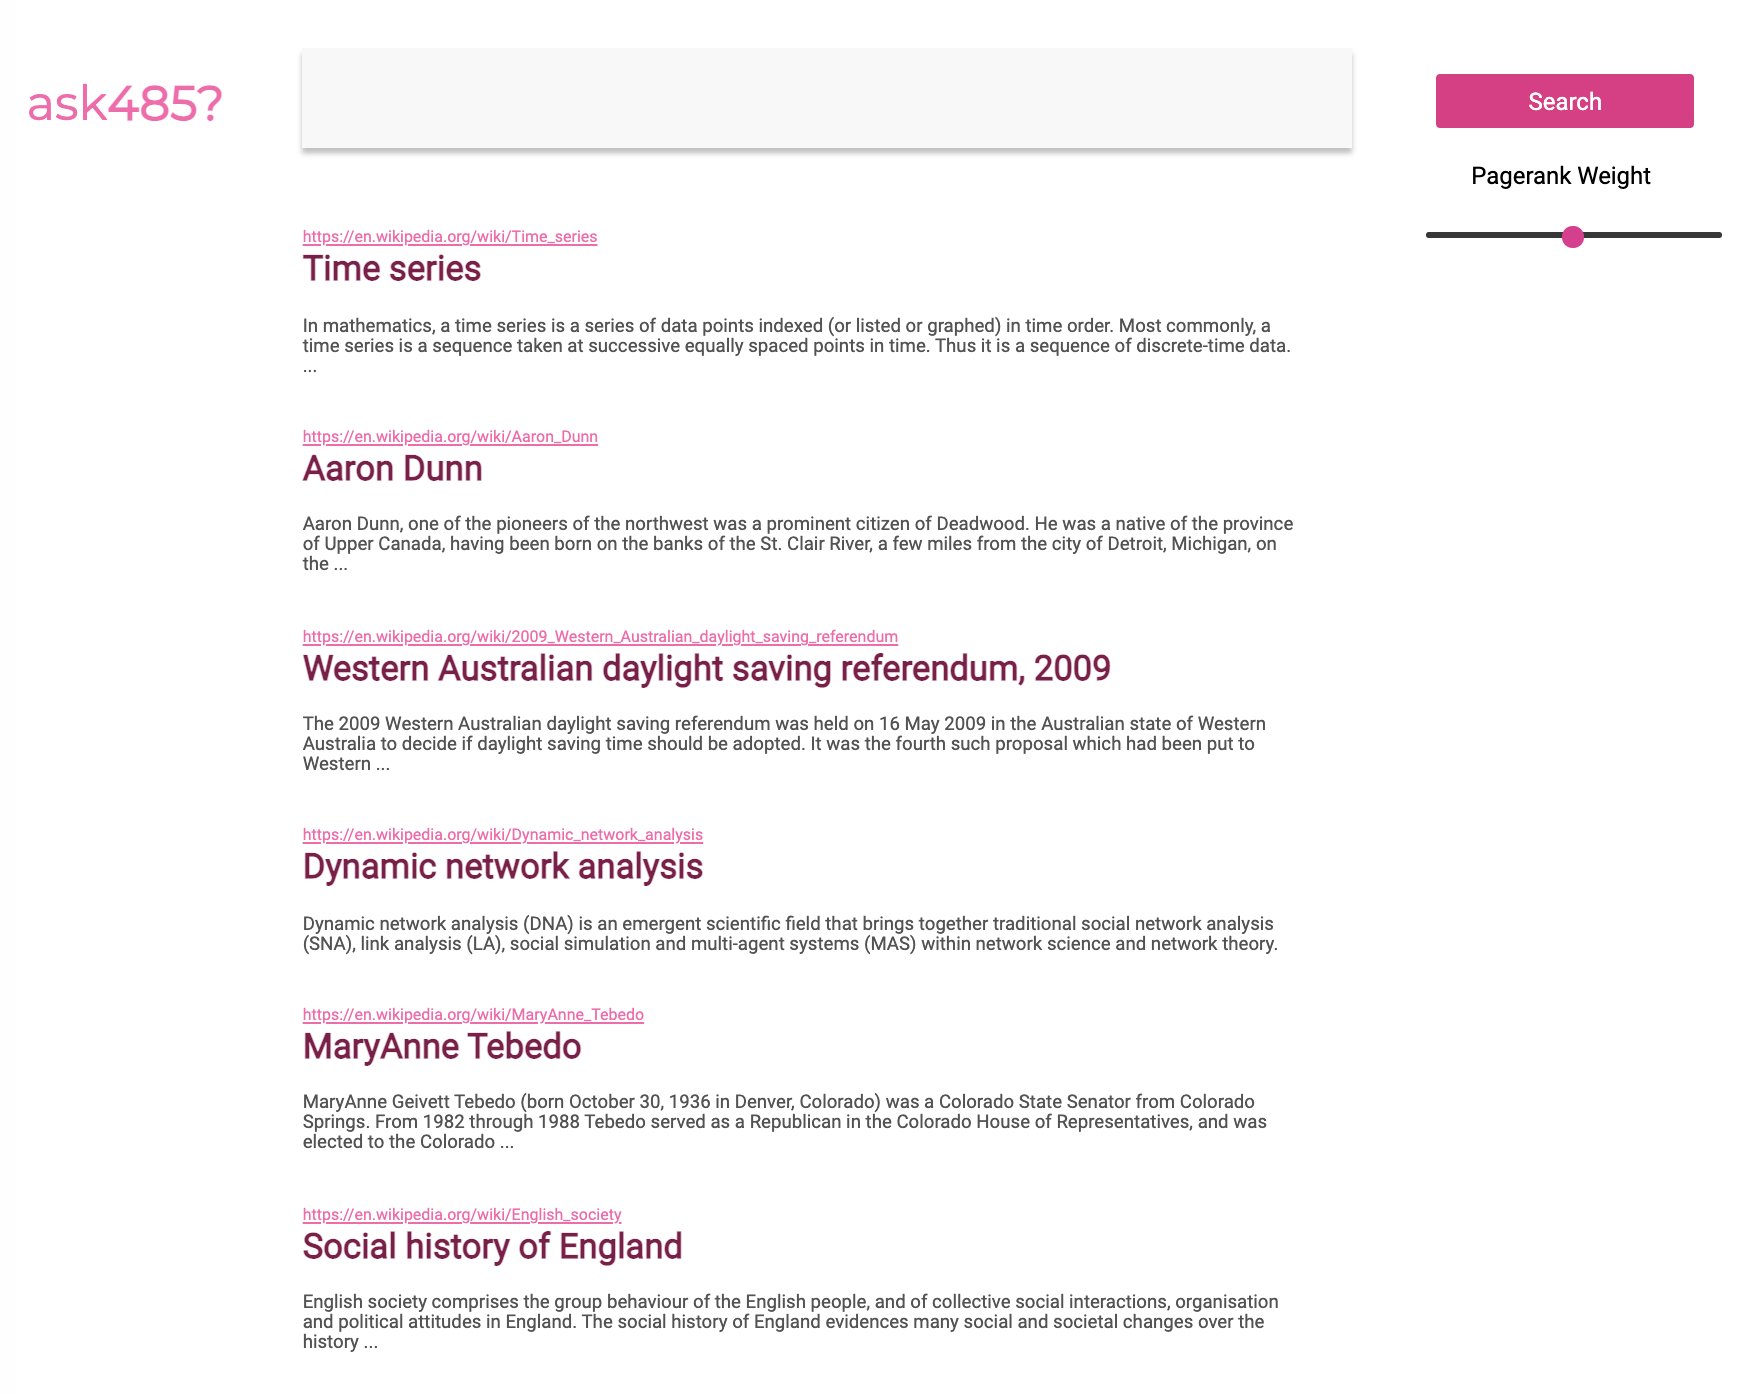 ask485?
Search
Pagerank Weight
https://en.wikipedia.org/wiki/Time_series
Time series
In mathematics, a time series is a series of data points indexed (or listed or graphed) in time order. Most commonly, a
time series is a sequence taken at successive equally spaced points in time. Thus it is a sequence of discrete-time data.
...
https://en.wikipedia.org/wiki/Aaron_Dunn
Aaron Dunn
Aaron Dunn, one of the pioneers of the northwest was a prominent citizen of Deadwood. He was a native of the province
of Upper Canada, having been born on the banks of the St. Clair River, a few miles from the city of Detroit, Michigan, on
the ...
https://en.wikipedia.org/wiki/2009_Western_Australian_daylight_saving_referendum
Western Australian daylight saving referendum, 2009
The 2009 Western Australian daylight saving referendum was held on 16 May 2009 in the Australian state of Western
Australia to decide if daylight saving time should be adopted. It was the fourth such proposal which had been put to
Western ...
https://en.wikipedia.org/wiki/Dynamic_network_analysis
Dynamic network analysis
Dynamic network analysis (DNA) is an emergent scientific field that brings together traditional social network analysis
(SNA), link analysis (LA), social simulation and multi-agent systems (MAS) within network science and network theory.
https://en.wikipedia.org/wiki/MaryAnne_Tebedo
MaryAnne Tebedo
MaryAnne Geivett Tebedo (born October 30, 1936 in Denver, Colorado) was a Colorado State Senator from Colorado
Springs. From 1982 through 1988 Tebedo served as a Republican in the Colorado House of Representatives, and was
elected to the Colorado ...
https://en.wikipedia.org/wiki/English_society
Social history of England
English society comprises the group behaviour of the English people, and of collective social interactions, organisation
and political attitudes in England. The social history of England evidences many social and societal changes over the
history ...